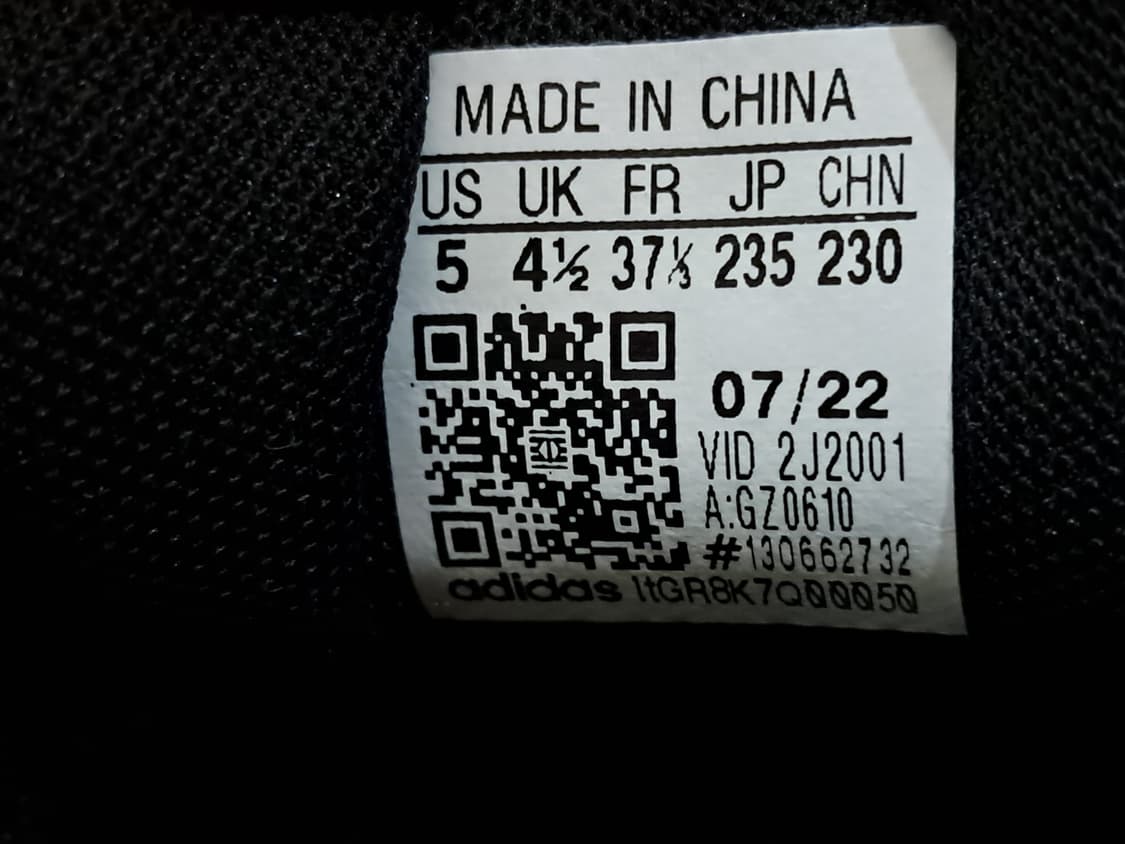 MADE IN CHINA
US UK FR JP CHN
5 4½ 37⅓ 235 230
07/22
VID 2J2001
A:GZ0610
#130662732
adidas 1tGR8K7Q00050